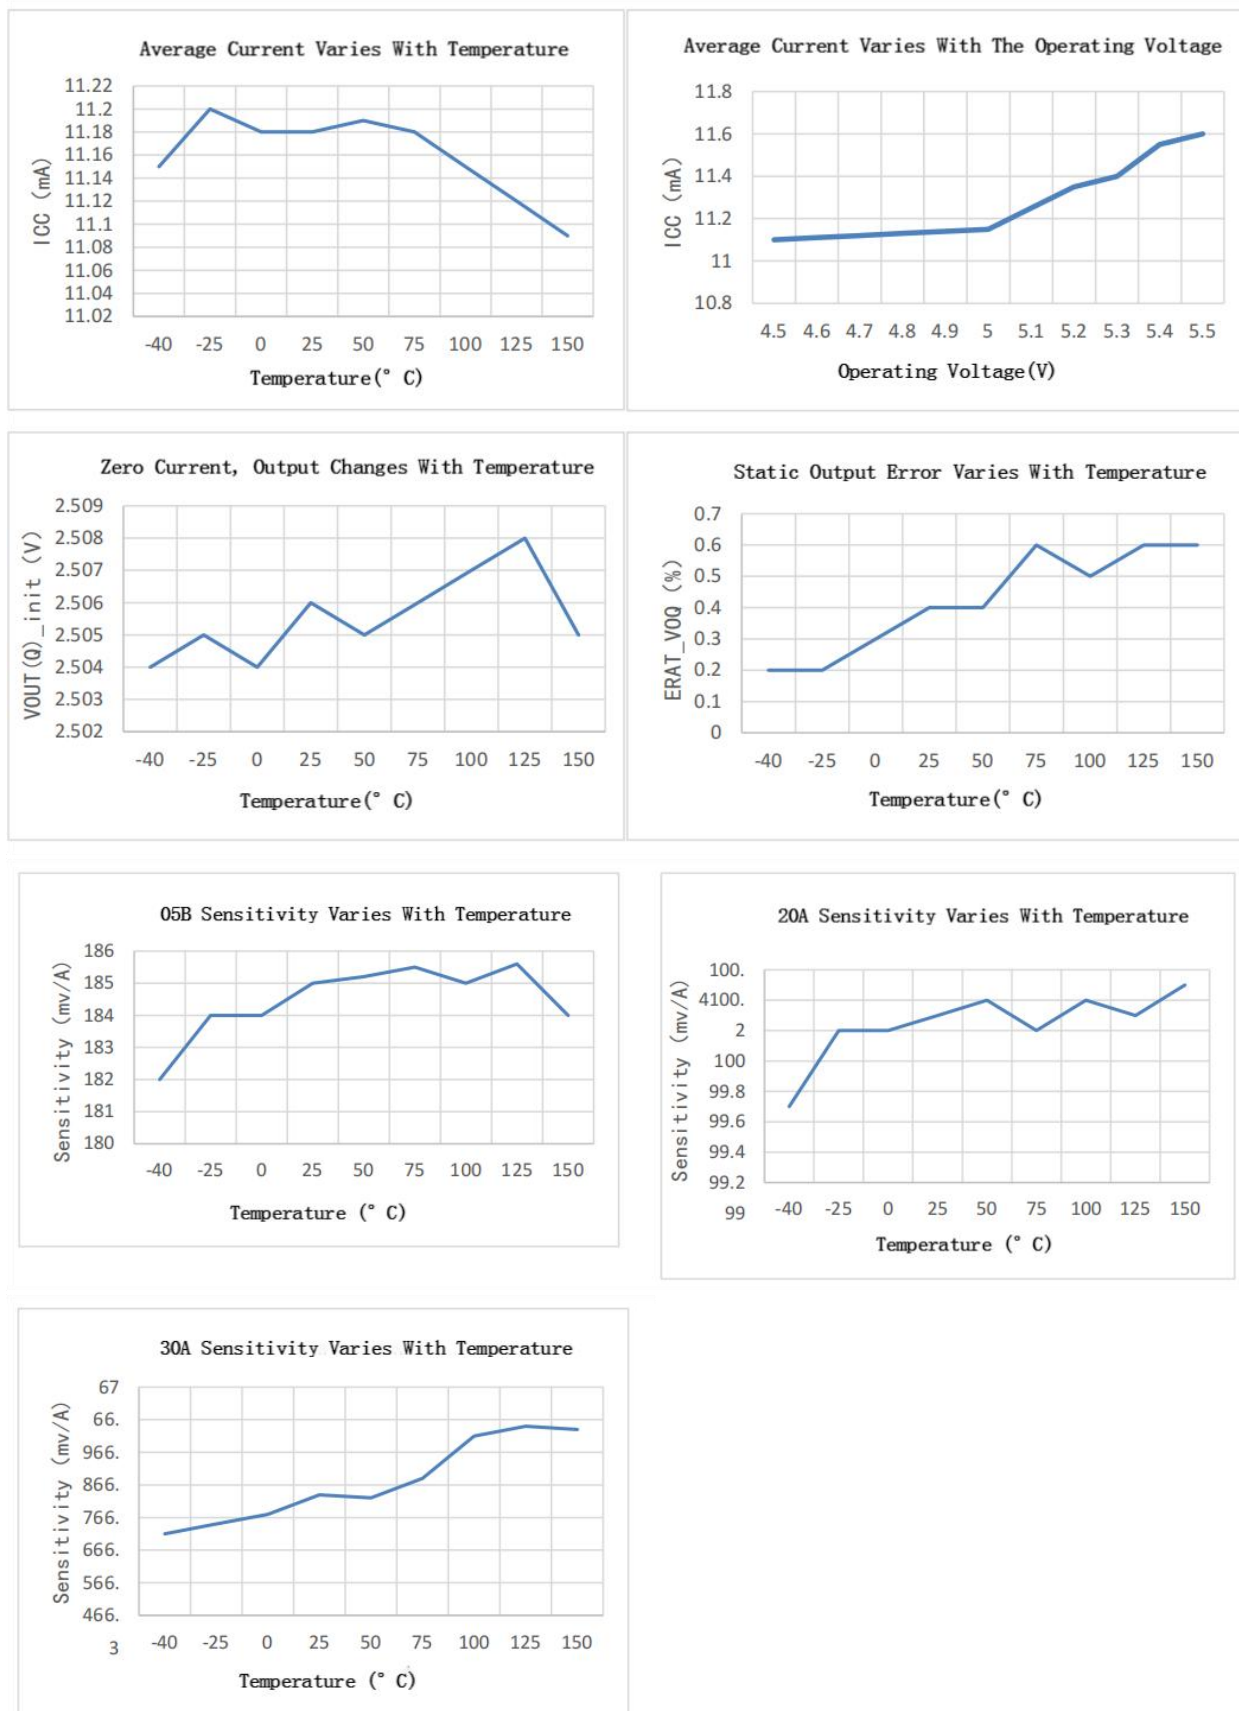 Average Current Varies With Temperature
ICC (mA)
11.22
11.2
11.18
11.16
11.14
11.12
11.1
11.08
11.06
11.04
11.02
-40 -25 0 25 50 75 100 125 150
Temperature(° C)
Average Current Varies With The Operating Voltage
ICC (mA)
11.8
11.6
11.4
11.2
11
10.8
4.5 4.6 4.7 4.8 4.9 5 5.1 5.2 5.3 5.4 5.5
Operating Voltage(V)
Zero Current, Output Changes With Temperature
VOUT(Q)_init (V)
2.509
2.508
2.507
2.506
2.505
2.504
2.503
2.502
-40 -25 0 25 50 75 100 125 150
Temperature(° C)
Static Output Error Varies With Temperature
ERAT_VOQ (%)
0.7
0.6
0.5
0.4
0.3
0.2
0.1
0
-40 -25 0 25 50 75 100 125 150
Temperature(° C)
05B Sensitivity Varies With Temperature
Sensitivity (mv/A)
186
185
184
183
182
181
180
-40 -25 0 25 50 75 100 125 150
Temperature (° C)
20A Sensitivity Varies With Temperature
Sensitivity (mv/A)
100.
4100.
2
100
99.8
99.6
99.4
99.2
99
-40 -25 0 25 50 75 100 125 150
Temperature (° C)
30A Sensitivity Varies With Temperature
Sensitivity (mv/A)
67
66.
966.
866.
766.
666.
566.
466.
3
-40 -25 0 25 50 75 100 125 150
Temperature (° C)